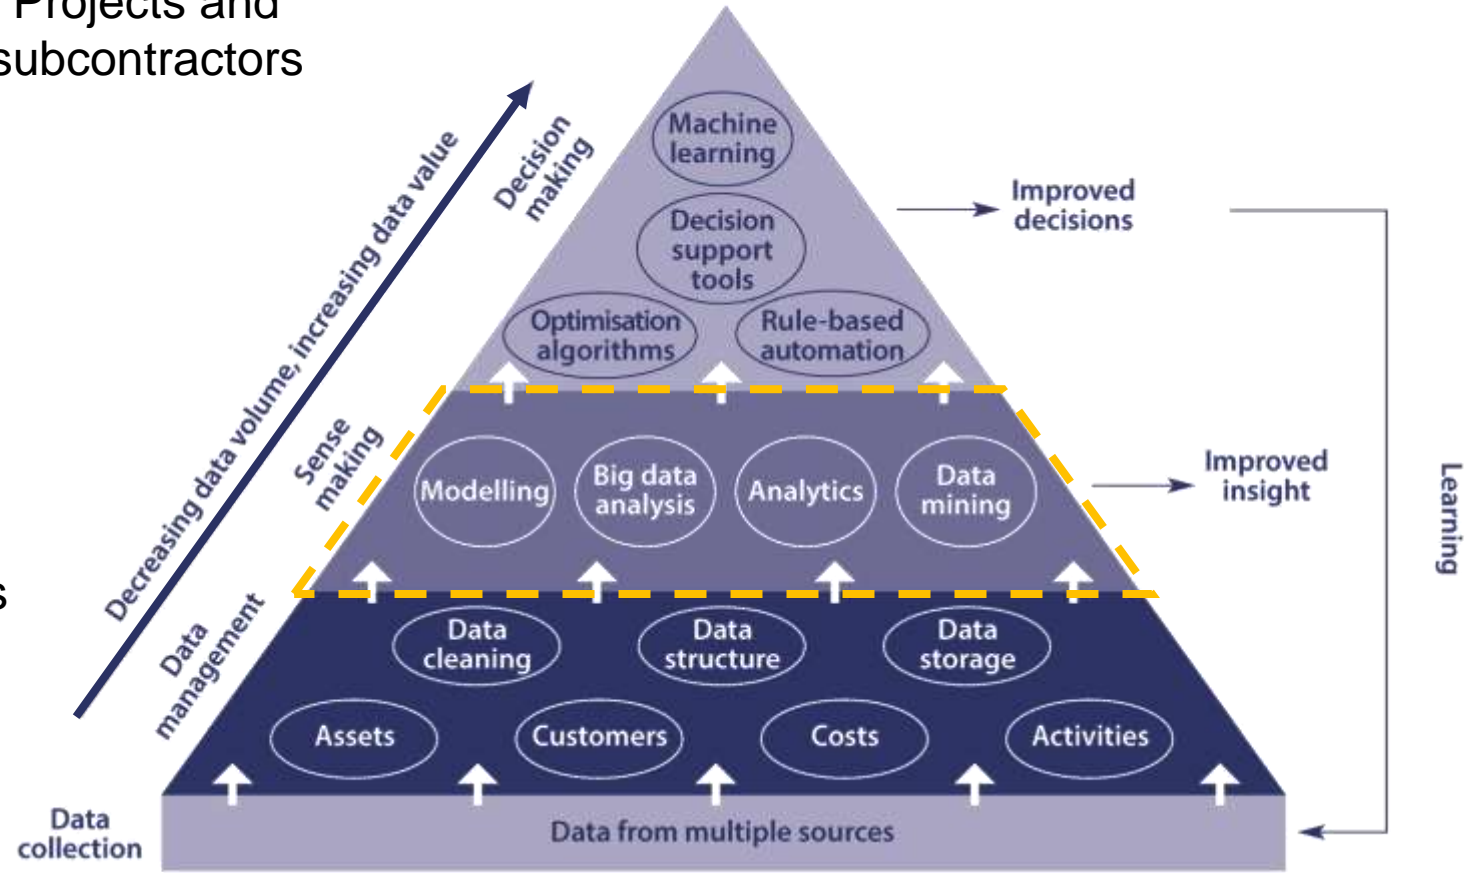 Projects and
subcontractors
Decreasing data volume, increasing data value
Decision
making
Machine
learning
Decision
support
tools
Optimisation
algorithms
Rule-based
automation
Improved
decisions
Sense
making
Modelling
Big data
analysis
Analytics
Data
mining
Improved
insight
Learning
s
Data
management
Data
cleaning
Data
structure
Data
storage
Assets
Customers
Costs
Activities
Data
collection
Data from multiple sources